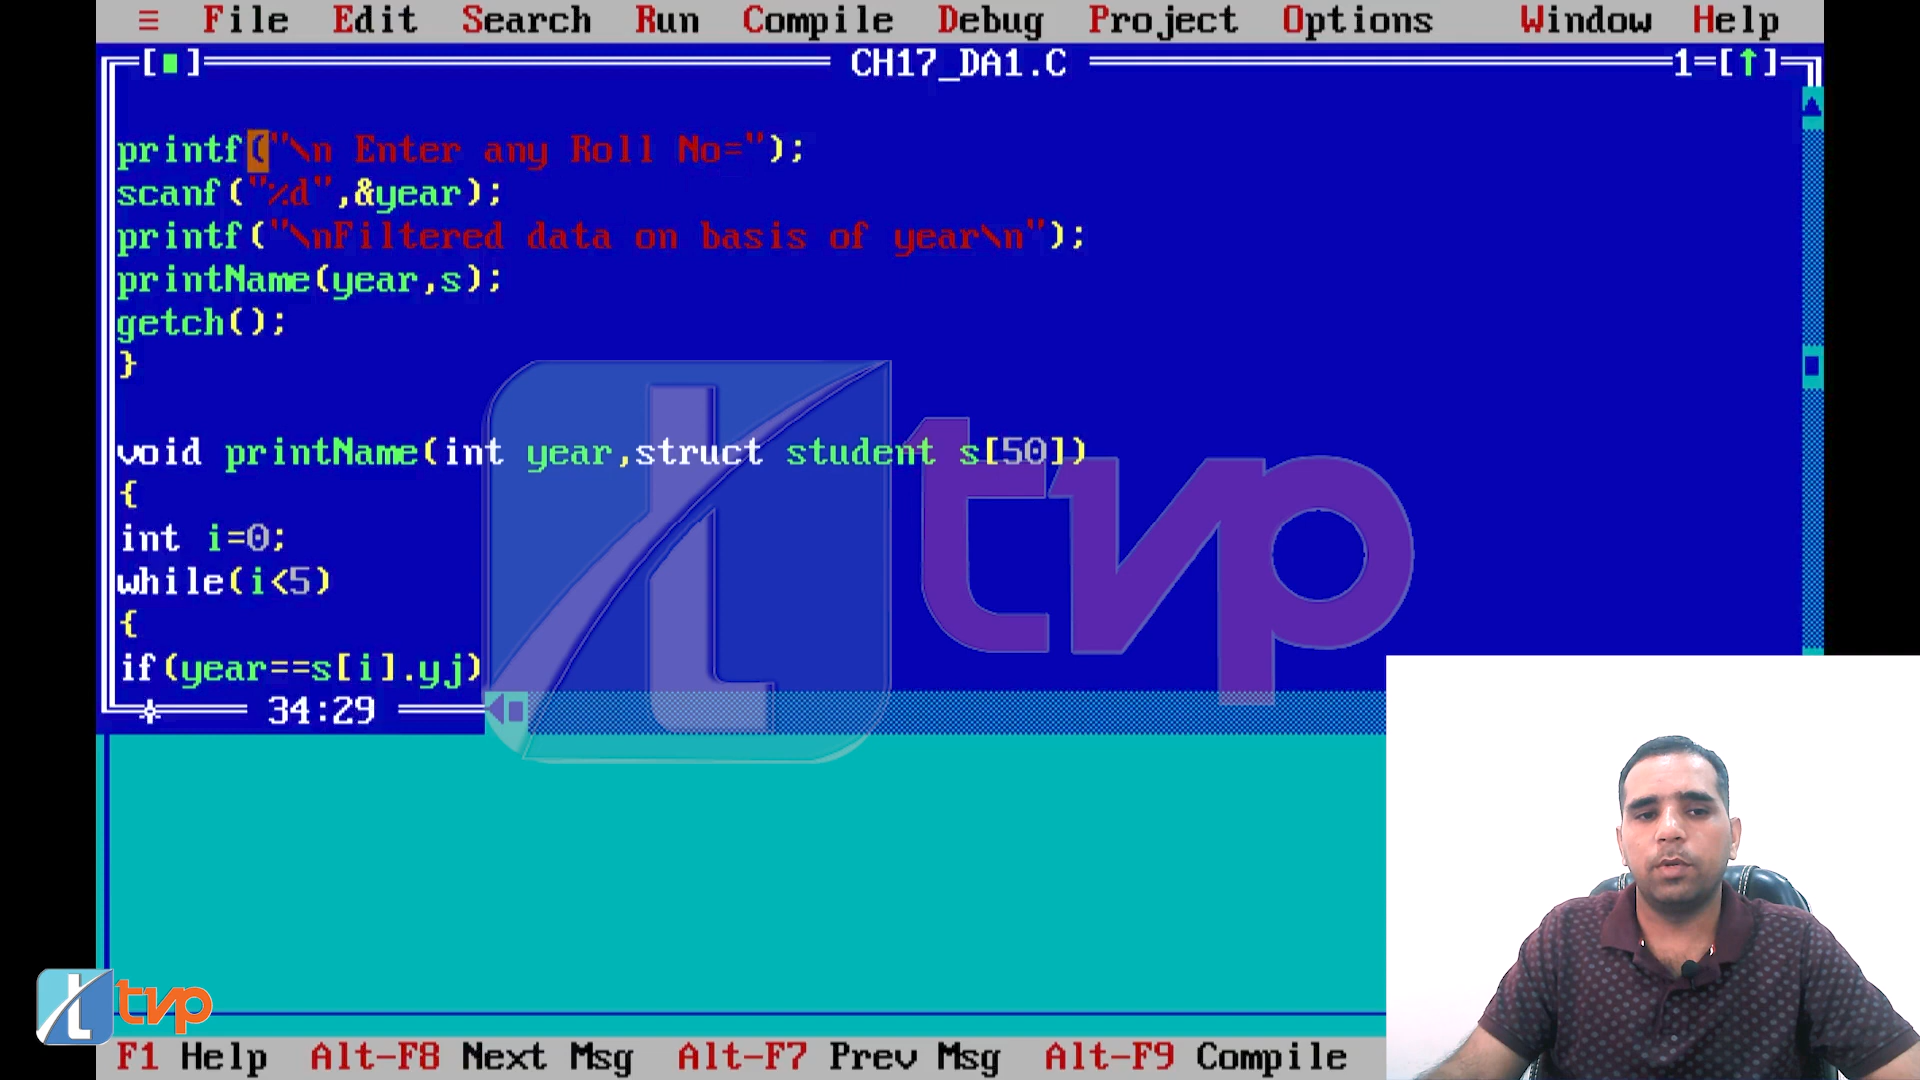 ≡ File Edit Search Run Compile Debug Project Options Window Help
[■] CH17_DA1.C 1=[↑]
printf("\n Enter any Roll No=");
scanf("%d",&year);
printf("\nFiltered data on basis of year\n");
printName(year,s);
getch();
}
void printName(int year,struct student s[50])
{
int i=0;
while(i<5)
{
if(year==s[i].yj)
34:29
tvp
tvp
F1 Help Alt-F8 Next Msg Alt-F7 Prev Msg Alt-F9 Compile